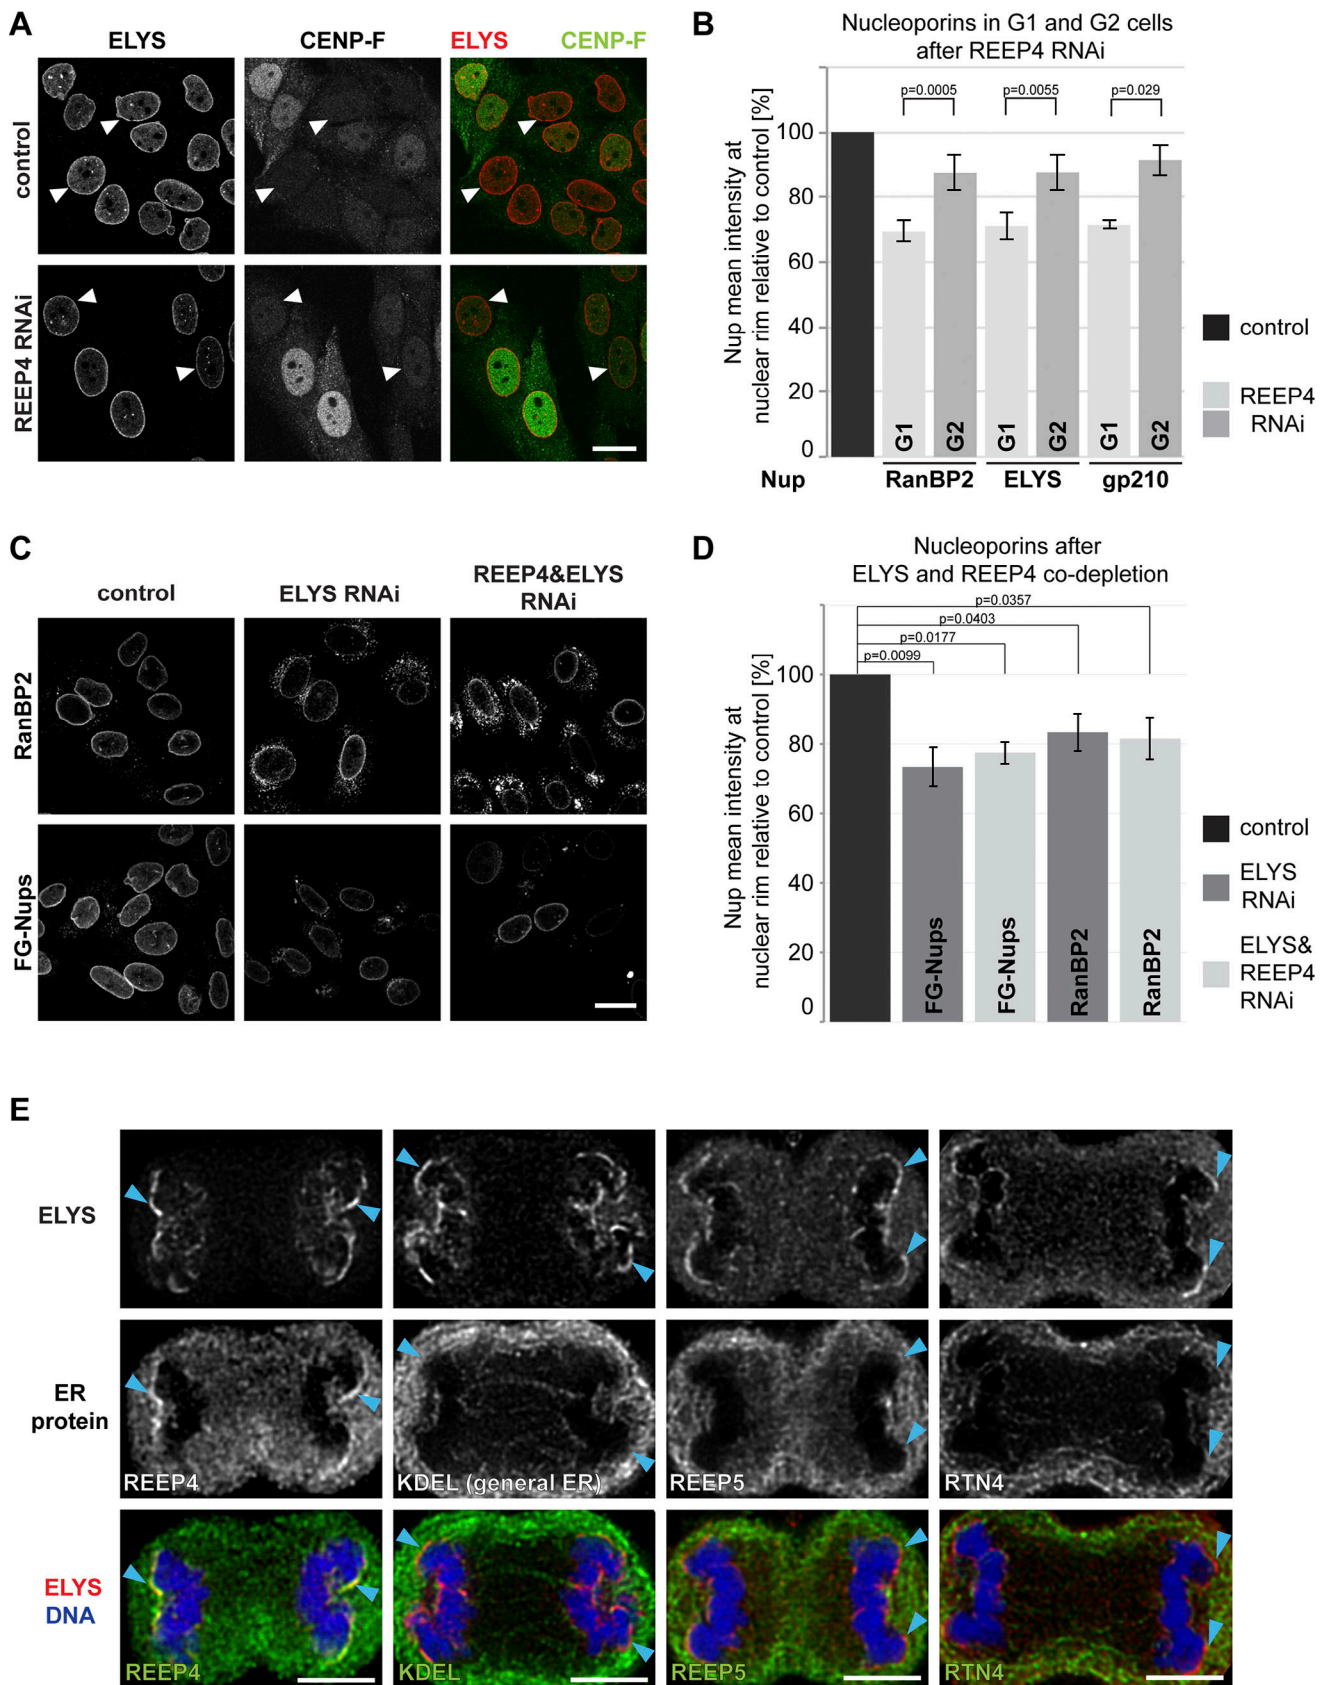 A
ELYS
CENP-F
ELYS CENP-F
control
REEP4 RNAi
B
Nucleoporins in G1 and G2 cells
after REEP4 RNAi
p=0.0005
p=0.0055
p=0.029
Nup mean intensity at
nuclear rim relative to control [%]
100
80
60
40
20
0
G1
G2
G1
G2
G1
G2
Nup
RanBP2
ELYS
gp210
control
REEP4
RNAi
C
control
ELYS RNAi
REEP4&ELYS
RNAi
RanBP2
FG-Nups
D
Nucleoporins after
ELYS and REEP4 co-depletion
p=0.0357
p=0.0403
p=0.0177
p=0.0099
Nup mean intensity at
nuclear rim relative to control [%]
100
80
60
40
20
0
FG-Nups
FG-Nups
RanBP2
RanBP2
control
ELYS
RNAi
ELYS&
REEP4
RNAi
E
ELYS
ER
protein
REEP4
KDEL (general ER)
REEP5
RTN4
ELYS
DNA
REEP4
KDEL
REEP5
RTN4